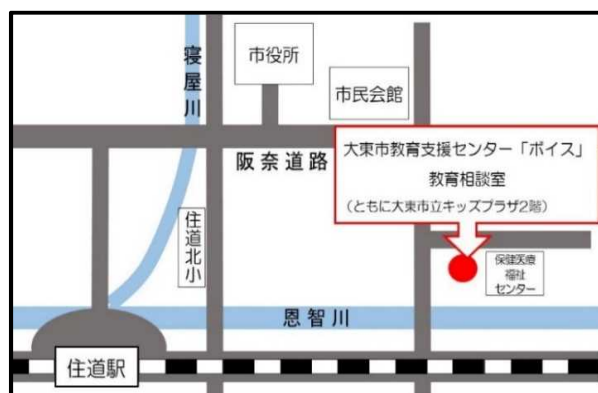 市役所
市民会館
寝屋川
阪奈道路
大東市教育支援センター「ボイス」
教育相談室
（ともに大東市立キッズプラザ2階）
住道北小
保健医療
福祉
センター
恩智川
住道駅